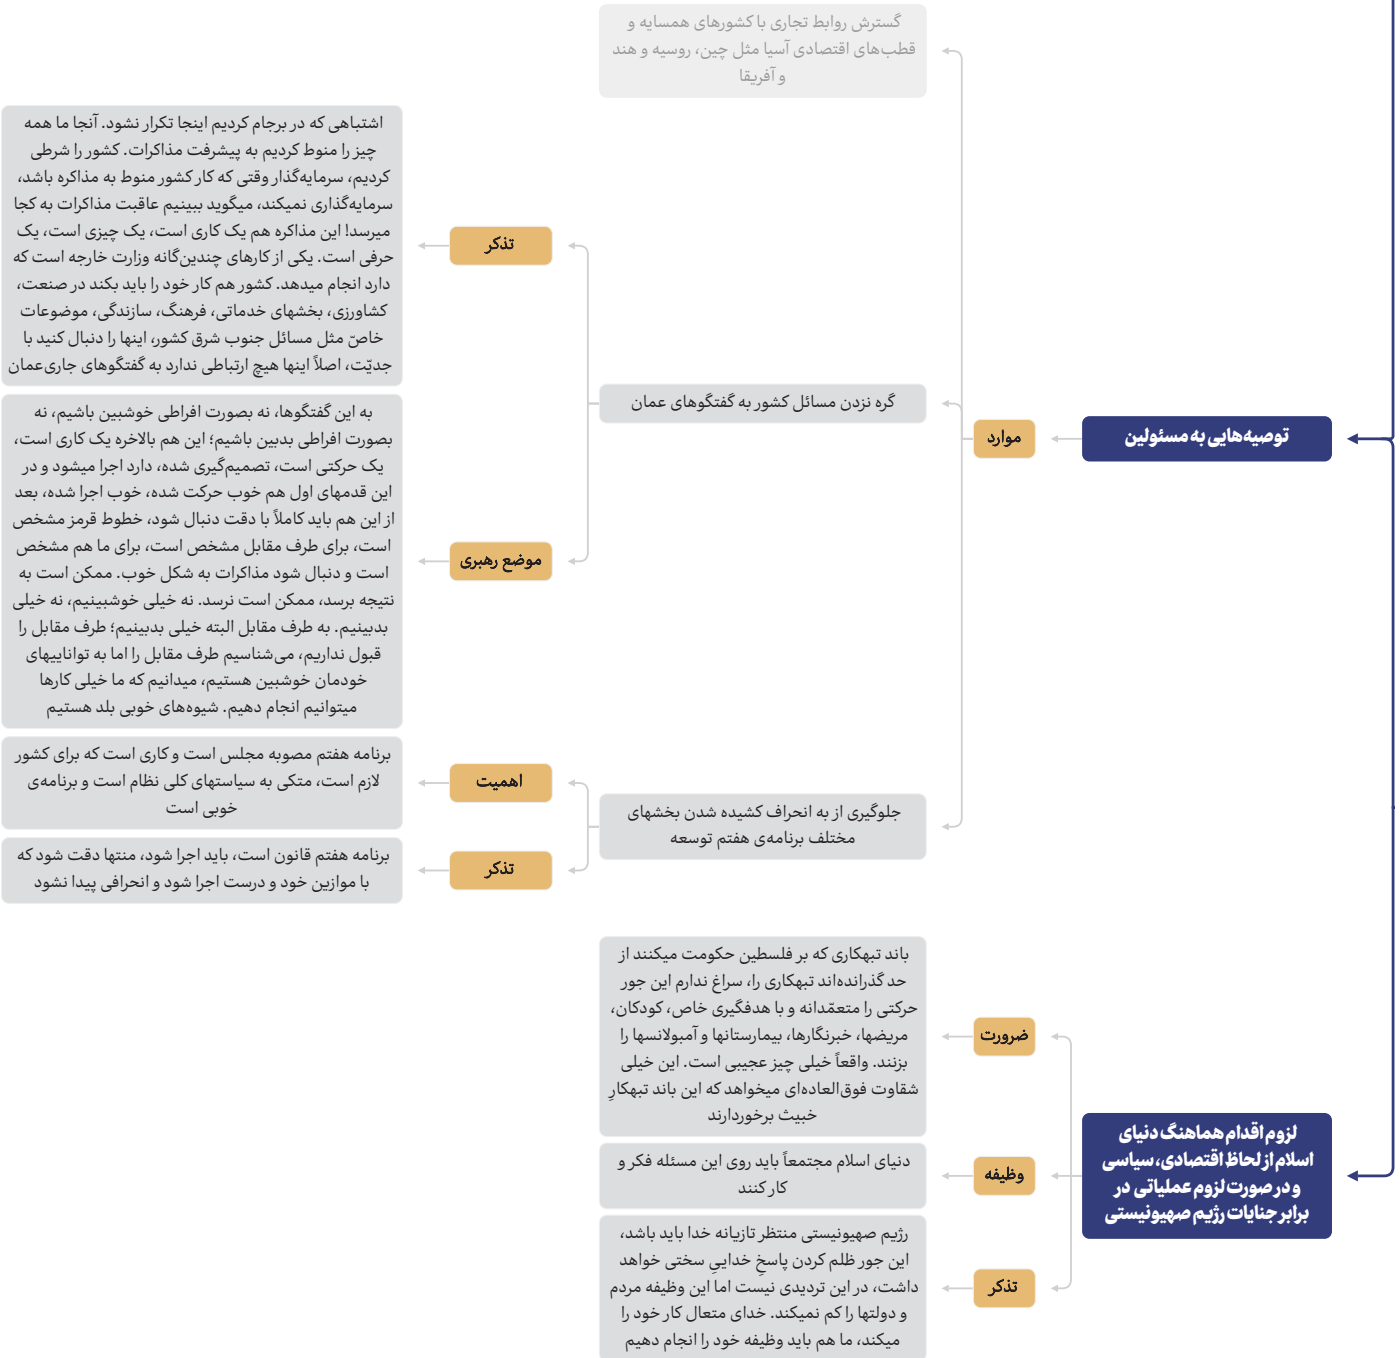 توصیه‌هایی به مسئولین
موارد
گسترش روابط تجاری با کشورهای همسایه و
قطب‌های اقتصادی آسیا مثل چین، روسیه و هند
و آفریقا
گره نزدن مسائل کشور به گفتگوهای عمان
تذکر
اشتباهی که در برجام کردیم اینجا تکرار نشود. آنجا ما همه
چیز را منوط کردیم به پیشرفت مذاکرات. کشور را شرطی
کردیم، سرمایه‌گذار وقتی که کار کشور منوط به مذاکره باشد،
سرمایه‌گذاری نمیکند، میگوید ببینیم عاقبت مذاکرات به کجا
میرسد! این مذاکره هم یک کاری است، یک چیزی است، یک
حرفی است. یکی از کارهای چندین‌گانه وزارت خارجه است که
دارد انجام میدهد. کشور هم کار خود را باید بکند در صنعت،
کشاورزی، بخشهای خدماتی، فرهنگ، سازندگی، موضوعات
خاصّ مثل مسائل جنوب شرق کشور، اینها را دنبال کنید با
جدیّت، اصلاً اینها هیچ ارتباطی ندارد به گفتگوهای جاری‌عمان
موضع رهبری
به این گفتگوها، نه بصورت افراطی خوشبین باشیم، نه
بصورت افراطی بدبین باشیم؛ این هم بالاخره یک کاری است،
یک حرکتی است، تصمیم‌گیری شده، دارد اجرا میشود و در
این قدمهای اول هم خوب حرکت شده، خوب اجرا شده، بعد
از این هم باید کاملاً با دقت دنبال شود، خطوط قرمز مشخص
است، برای طرف مقابل مشخص است، برای ما هم مشخص
است و دنبال شود مذاکرات به شکل خوب. ممکن است به
نتیجه برسد، ممکن است نرسد. نه خیلی خوشبینیم، نه خیلی
بدبینیم. به طرف مقابل البته خیلی بدبینیم؛ طرف مقابل را
قبول نداریم، می‌شناسیم طرف مقابل را اما به تواناییهای
خودمان خوشبین هستیم، میدانیم که ما خیلی کارها
میتوانیم انجام دهیم. شیوه‌های خوبی بلد هستیم
جلوگیری از به انحراف کشیده شدن بخشهای
مختلف برنامه‌ی هفتم توسعه
اهمیت
برنامه هفتم مصوبه مجلس است و کاری است که برای کشور
لازم است، متکی به سیاستهای کلی نظام است و برنامه‌ی
خوبی است
تذکر
برنامه هفتم قانون است، باید اجرا شود، منتها دقت شود که
با موازین خود و درست اجرا شود و انحرافی پیدا نشود
لزوم اقدام هماهنگ دنیای
اسلام از لحاظ اقتصادی، سیاسی
و در صورت لزوم عملیاتی در
برابر جنایات رژیم صهیونیستی
ضرورت
باند تبهکاری که بر فلسطین حکومت میکنند از
حد گذرانده‌اند تبهکاری را، سراغ ندارم این جور
حرکتی را متعمّدانه و با هدفگیری خاص، کودکان،
مریضها، خبرنگارها، بیمارستانها و آمبولانسها را
بزنند. واقعاً خیلی چیز عجیبی است. این خیلی
شقاوت فوق‌العاده‌ای میخواهد که این باند تبهکارِ
خبیث برخوردارند
وظیفه
دنیای اسلام مجتمعاً باید روی این مسئله فکر و
کار کنند
تذکر
رژیم صهیونیستی منتظر تازیانه خدا باید باشد،
این جور ظلم کردن پاسخِ خداییِ سختی خواهد
داشت، در این تردیدی نیست اما این وظیفه مردم
و دولتها را کم نمیکند. خدای متعال کار خود را
میکند، ما هم باید وظیفه خود را انجام دهیم